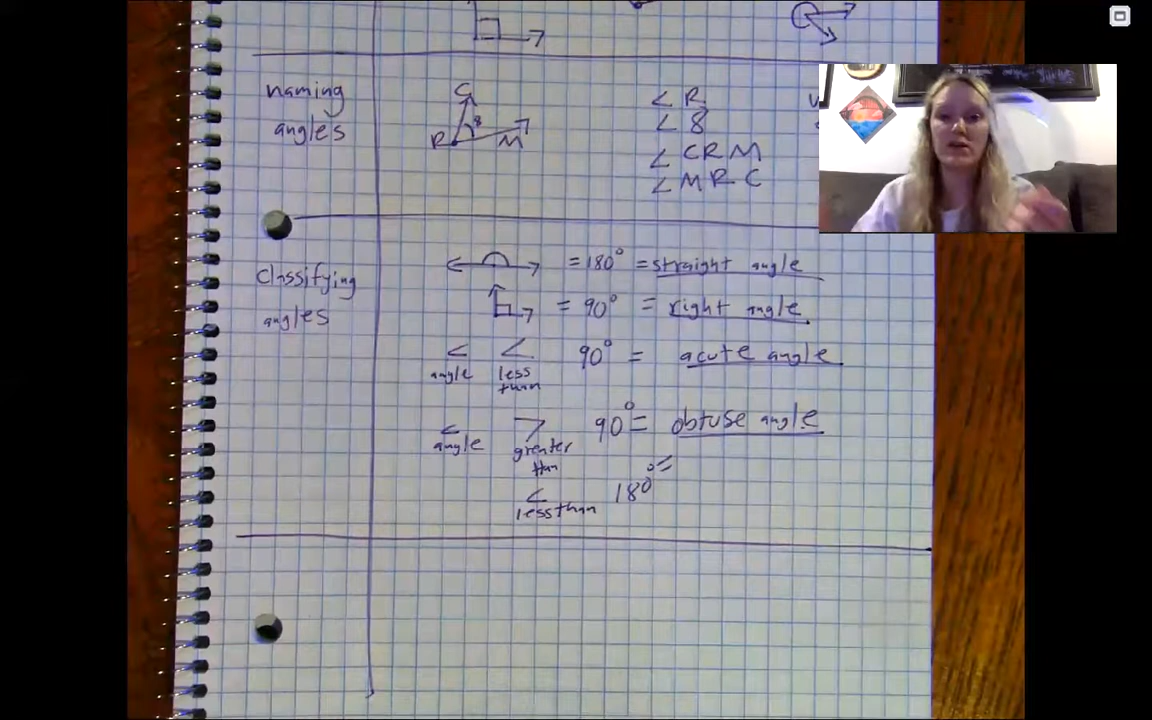 naming
angles
C
8
R
M
< R
< 8
< CRM
< MRC
classifying
angles
= 180° = straight angle
= 90° = right angle
< < 90° = acute angle
angle less
than
< > 90° = obtuse angle
angle greater
than
< 180° =
less than